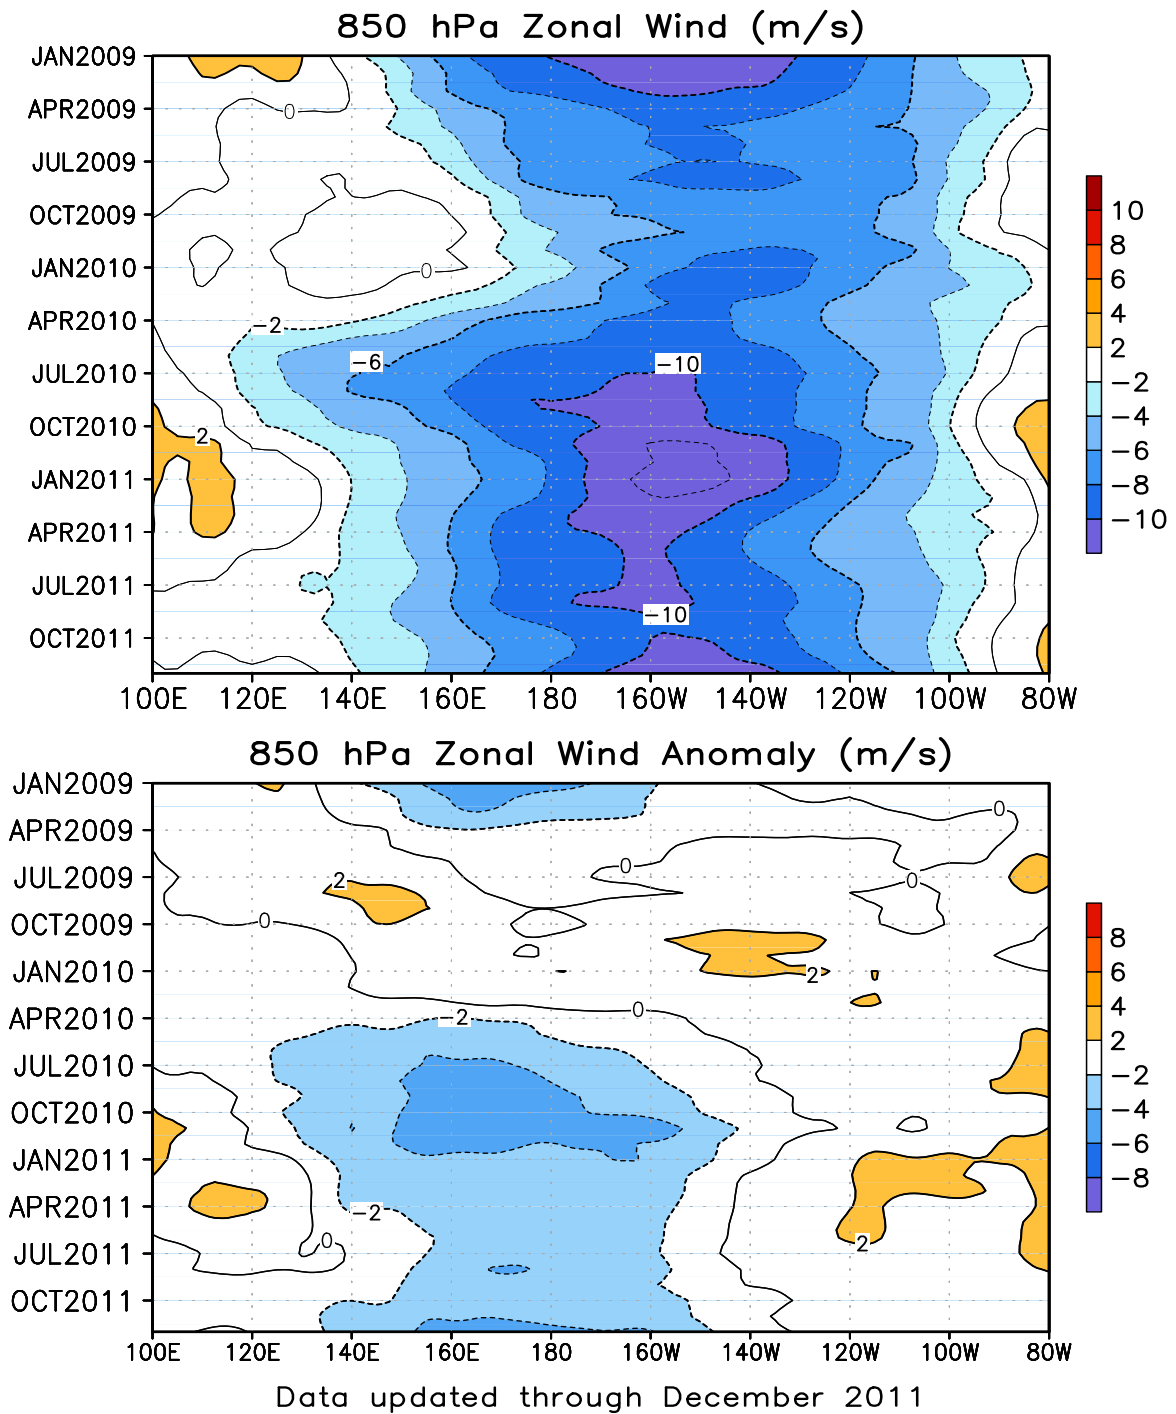 850 hPa Zonal Wind (m/s)
JAN2009
APR2009
0
JUL2009
OCT2009
JAN2010
0
APR2010
-2
JUL2010
-6
-10
OCT2010
2
JAN2011
APR2011
JUL2011
-10
OCT2011
100E 120E 140E 160E 180 160W 140W 120W 100W 80W
10
8
6
4
2
-2
-4
-6
-8
-10
850 hPa Zonal Wind Anomaly (m/s)
JAN2009
0
APR2009
0
JUL2009
2
0
OCT2009
0
JAN2010
2
APR2010
0
-2
JUL2010
OCT2010
JAN2011
APR2011
-2
0
2
JUL2011
OCT2011
100E 120E 140E 160E 180 160W 140W 120W 100W 80W
8
6
4
2
-2
-4
-6
-8
Data updated through December 2011